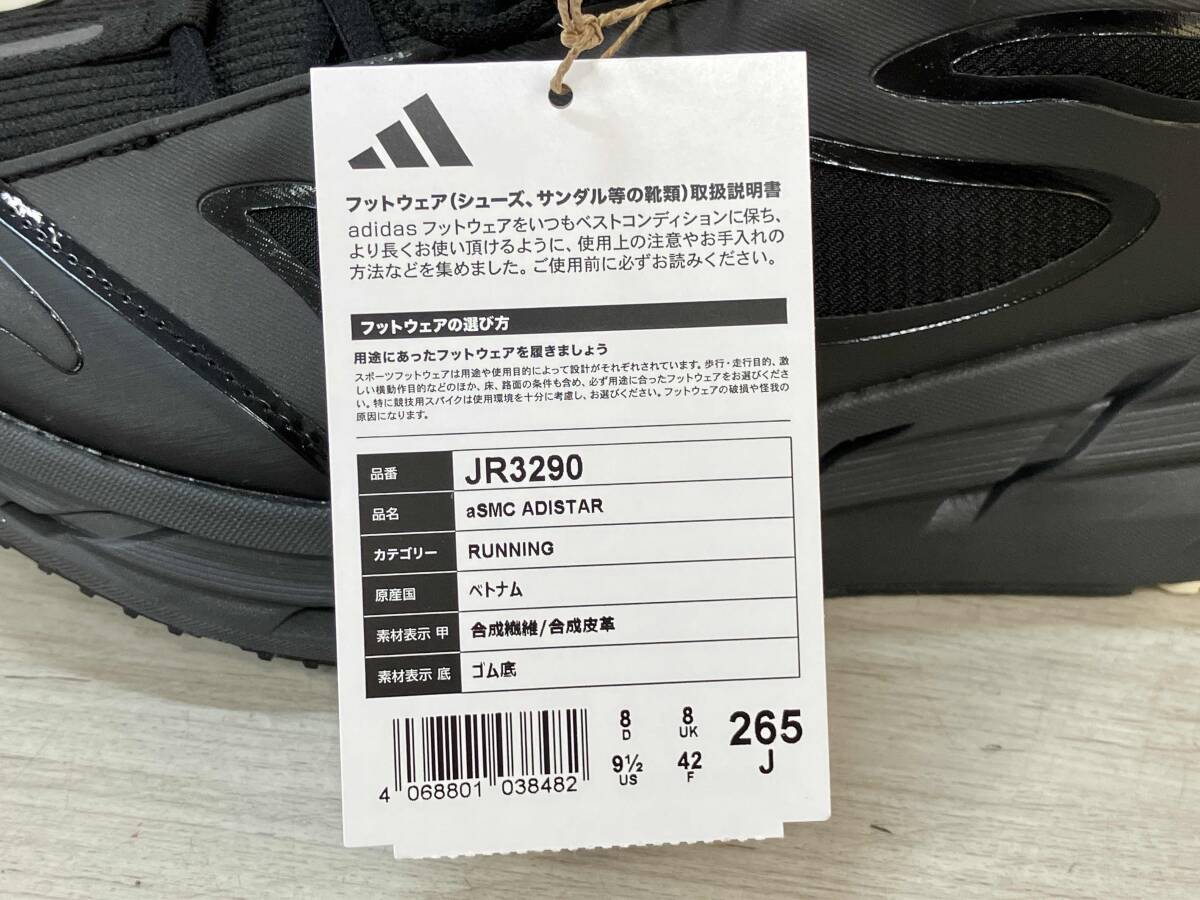 フットウェア(シューズ、サンダル等の靴類)取扱説明書
adidas フットウェアをいつもベストコンディションに保ち、
より長くお使い頂けるように、使用上の注意やお手入れの
方法などを集めました。ご使用前に必ずお読みください。
フットウェアの選び方
用途にあったフットウェアを履きましょう
スポーツフットウェアは用途や使用目的によって設計がそれぞれされています。歩行・走行目的、激
しい横動作目的などのほか、床、路面の条件も含め、必ず用途に合ったフットウェアをお選びくださ
い。特に競技用スパイクは使用環境を十分に考慮し、お選びください。フットウェアの破損や怪我の
原因になります。
品番 JR3290
品名 aSMC ADISTAR
カテゴリー RUNNING
原産国 ベトナム
素材表示 甲 合成繊維/合成皮革
素材表示 底 ゴム底
8 8 265
D UK J
9½ 42
US F
4 068801 038482